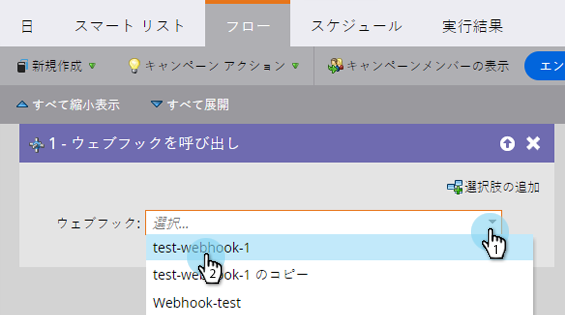 日 スマート リスト フロー スケジュール 実行結果
新規作成 キャンペーン アクション キャンペーンメンバーの表示 エン
すべて縮小表示 すべて展開
1 - ウェブフックを呼び出し
選択肢の追加
ウェブフック: 選択...
1
test-webhook-1
2
test-webhook-1 のコピー
Webhook-test